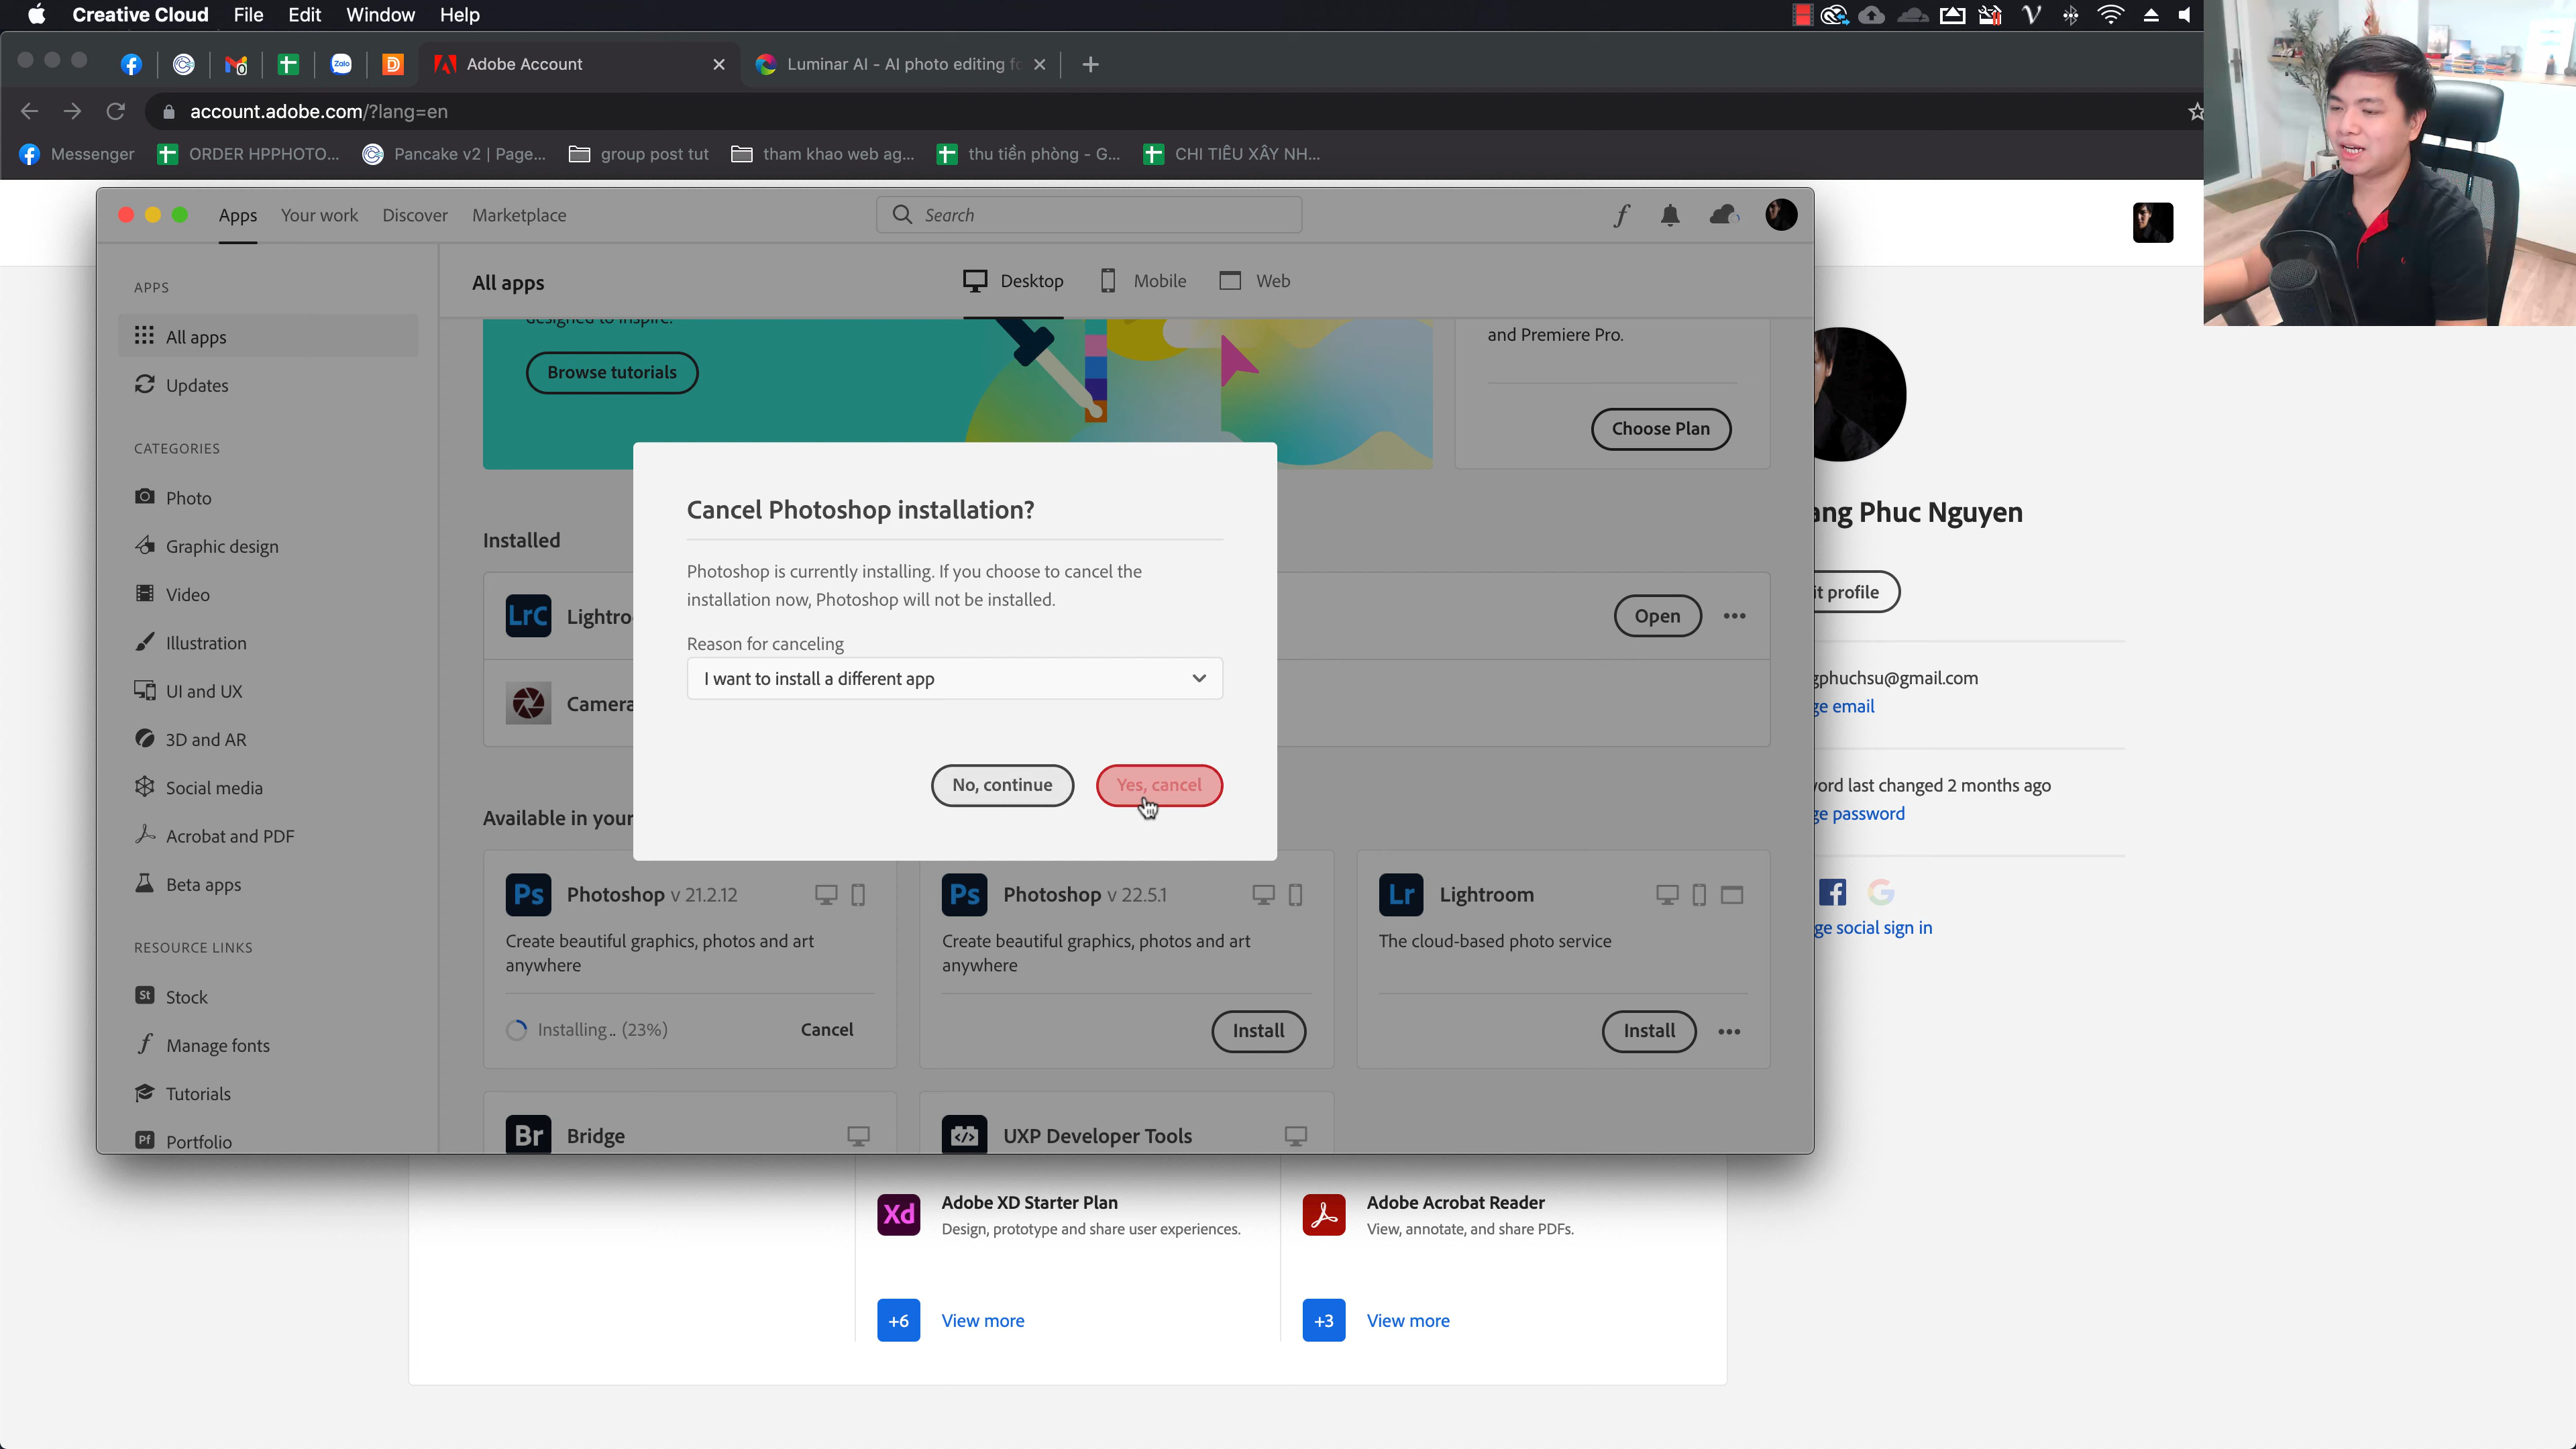 Creative Cloud File Edit Window Help
Zalo
Adobe Account
Luminar AI - AI photo editing fo
account.adobe.com/?lang=en
Messenger
ORDER HPPHOTO...
Pancake v2 | Page...
group post tut
tham khao web ag...
thu tiền phòng - G...
CHI TIÊU XÂY NH...
Apps Your work Discover Marketplace
Search
APPS
All apps
Updates
CATEGORIES
Photo
Graphic design
Video
Illustration
UI and UX
3D and AR
Social media
Acrobat and PDF
Beta apps
RESOURCE LINKS
St Stock
Manage fonts
Tutorials
Pf Portfolio
All apps
Desktop Mobile Web
designed to inspire.
Browse tutorials
and Premiere Pro.
Choose Plan
Installed
LrC Lightro
Open
Camera
Cancel Photoshop installation?
Photoshop is currently installing. If you choose to cancel the
installation now, Photoshop will not be installed.
Reason for canceling
I want to install a different app
No, continue Yes, cancel
Available in your
Ps Photoshop v 21.2.12
Create beautiful graphics, photos and art
anywhere
Installing.. (23%) Cancel
Ps Photoshop v 22.5.1
Create beautiful graphics, photos and art
anywhere
Install
Lr Lightroom
The cloud-based photo service
Install
Br Bridge
UXP Developer Tools
ang Phuc Nguyen
it profile
gphuchsu@gmail.com
ge email
ord last changed 2 months ago
ge password
ge social sign in
Xd Adobe XD Starter Plan
Design, prototype and share user experiences.
+6 View more
Adobe Acrobat Reader
View, annotate, and share PDFs.
+3 View more